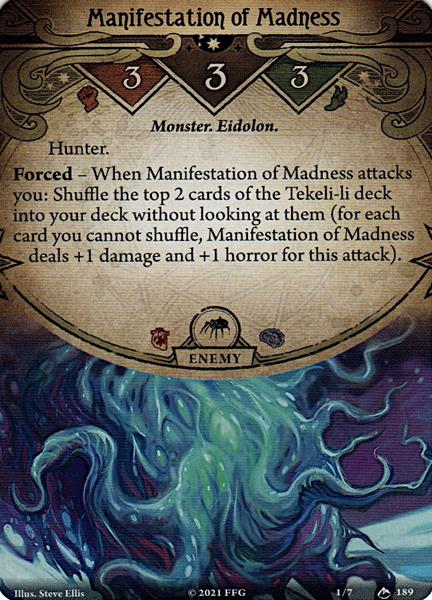 Manifestation of Madness
3 3 3
Monster. Eidolon.
Hunter.
Forced – When Manifestation of Madness attacks
you: Shuffle the top 2 cards of the Tekeli-li deck
into your deck without looking at them (for each
card you cannot shuffle, Manifestation of Madness
deals +1 damage and +1 horror for this attack).
ENEMY
Illus. Steve Ellis © 2021 FFG 1/7 189